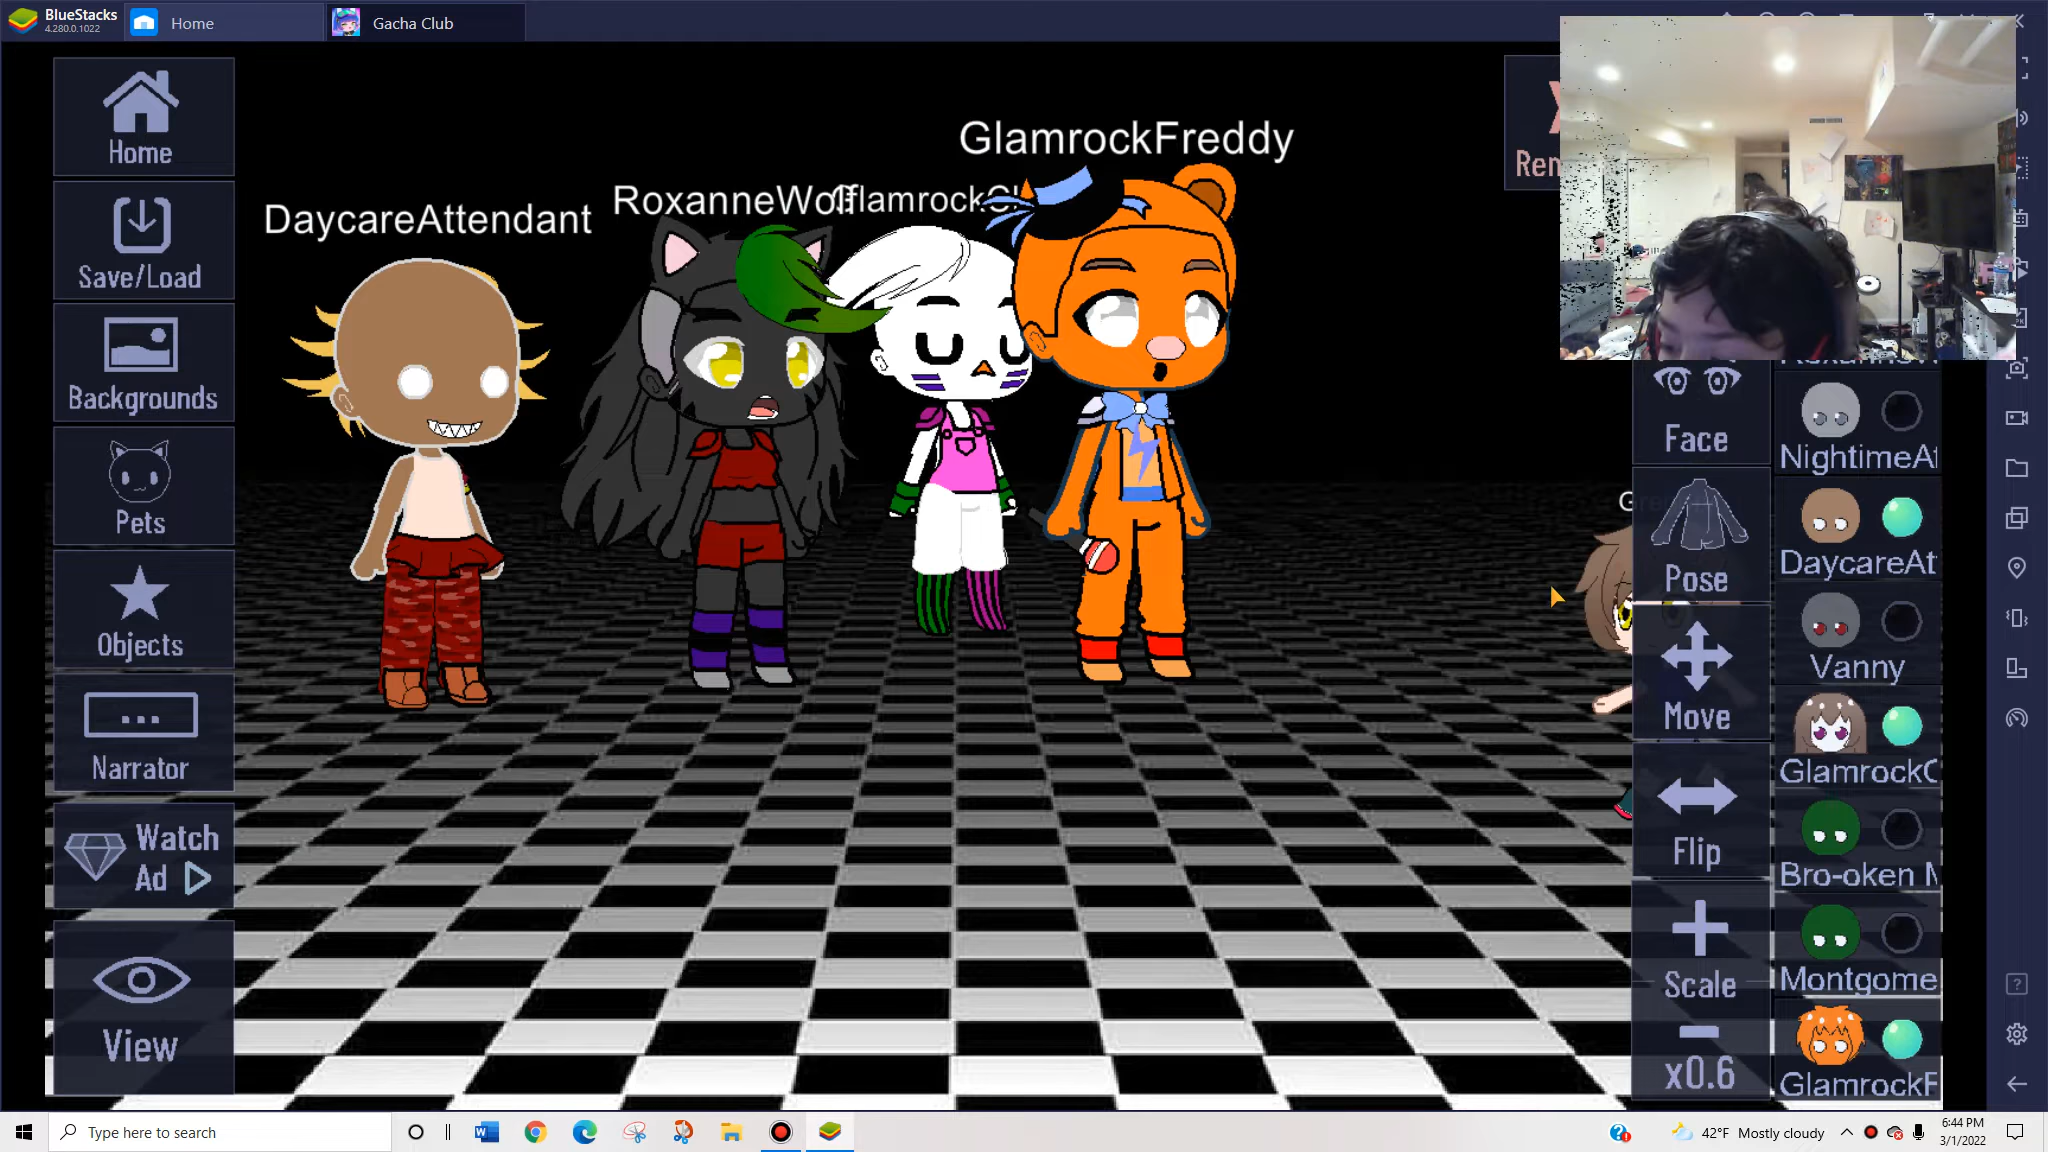 BlueStacks
4.280.0.1022
Home
Gacha Club
Home
Save/Load
Backgrounds
Pets
Objects
Narrator
Watch
Ad
View
DaycareAttendant
RoxanneWolf
GlamrockFreddy
Face
Pose
Move
Flip
Scale
x0.6
NightimeAt
DaycareAt
Vanny
GlamrockC
Bro-oken M
Montgome
GlamrockF
Type here to search
42°F Mostly cloudy
6:44 PM
3/1/2022